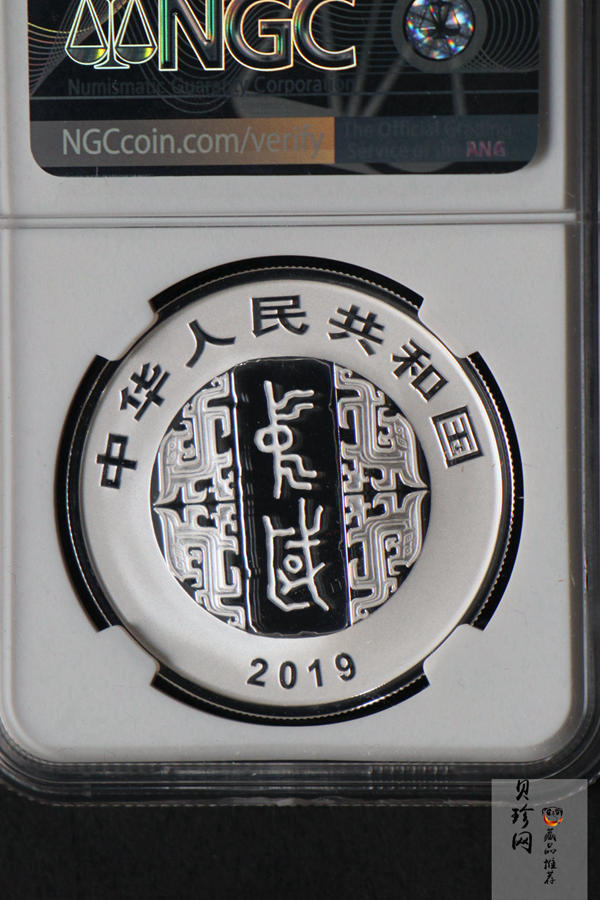 NGC
Numismatic Guaranty Corporation
NGCcoin.com/verify
The Official Grading
Service of the ANG
中华人民共和国
2019
贝珍网
藏品推荐